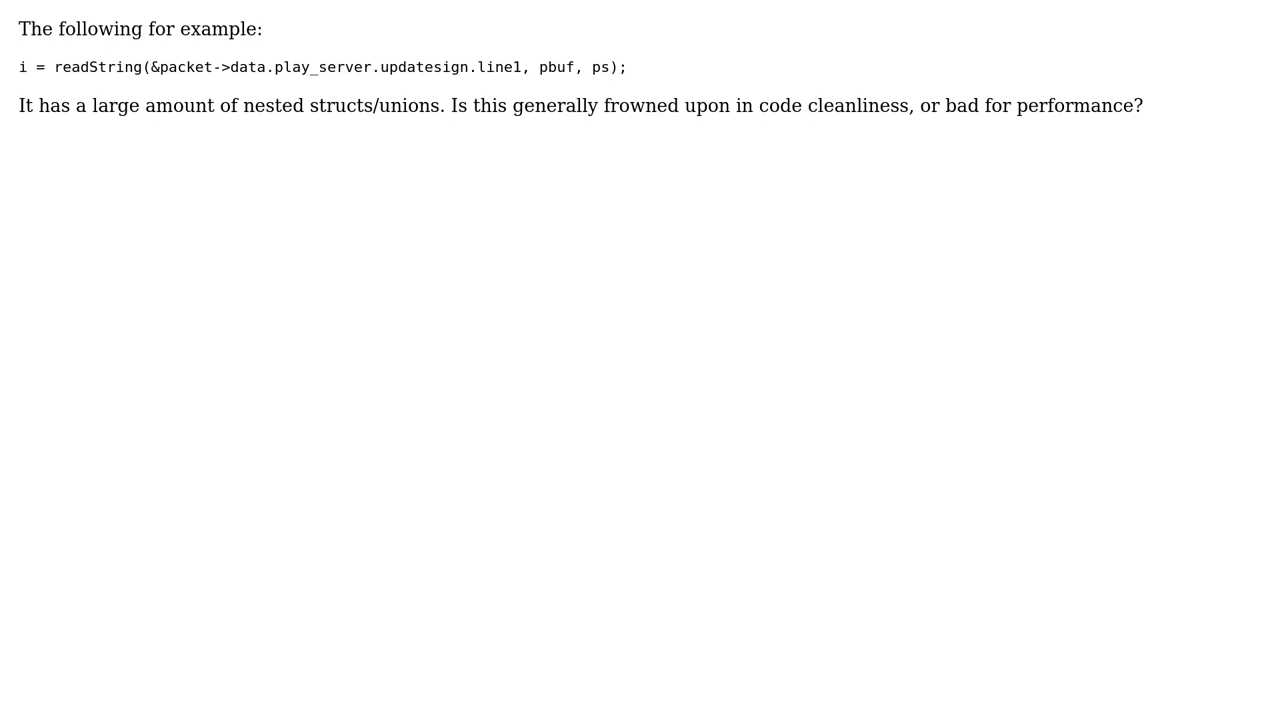 The following for example:
i = readString(&packet->data.play_server.updatesign.line1, pbuf, ps);
It has a large amount of nested structs/unions. Is this generally frowned upon in code cleanliness, or bad for performance?